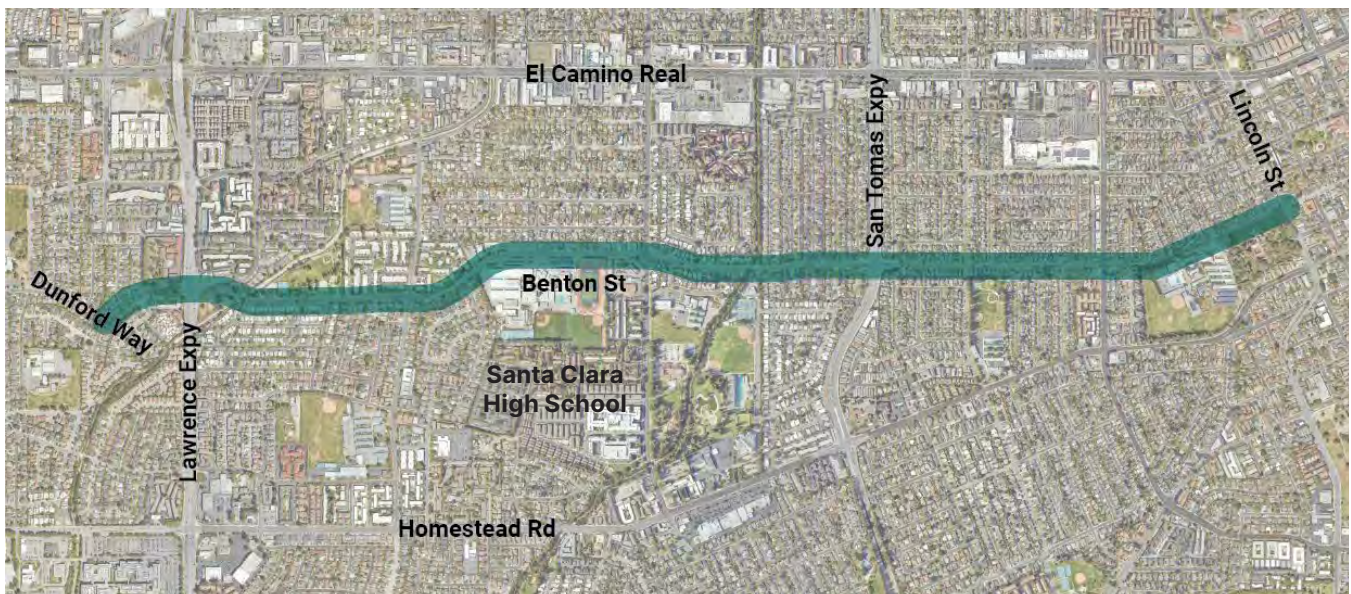 El Camino Real
San Tomas Expy
Lincoln St
Benton St
Dunford Way
Lawrence Expy
Santa Clara
High School
Homestead Rd